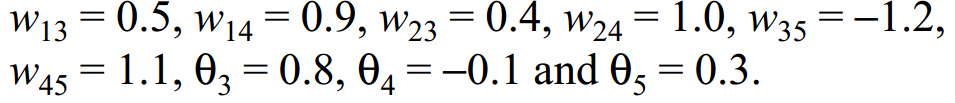 w₁₃ = 0.5, w₁₄ = 0.9, w₂₃ = 0.4, w₂₄ = 1.0, w₃₅ = –1.2,
w₄₅ = 1.1, θ₃ = 0.8, θ₄ = –0.1 and θ₅ = 0.3.